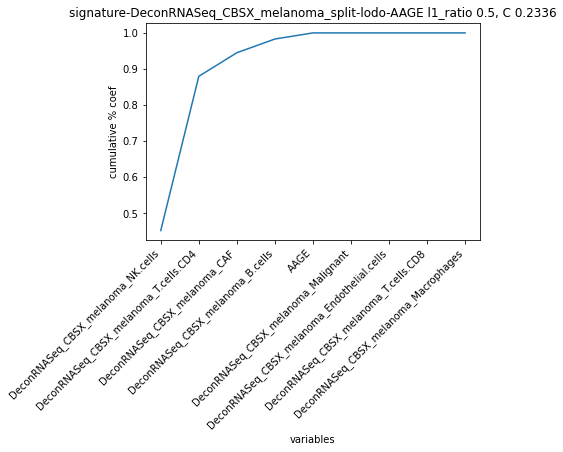 signature-DeconRNASeq_CBSX_melanoma_split-lodo-AAGE l1_ratio 0.5, C 0.2336
cumulative % coef
1.0
0.9
0.8
0.7
0.6
0.5
DeconRNASeq_CBSX_melanoma_NK.cells
DeconRNASeq_CBSX_melanoma_T.cells.CD4
DeconRNASeq_CBSX_melanoma_CAF
DeconRNASeq_CBSX_melanoma_B.cells
AAGE
DeconRNASeq_CBSX_melanoma_Malignant
DeconRNASeq_CBSX_melanoma_Endothelial.cells
DeconRNASeq_CBSX_melanoma_T.cells.CD8
DeconRNASeq_CBSX_melanoma_Macrophages
variables